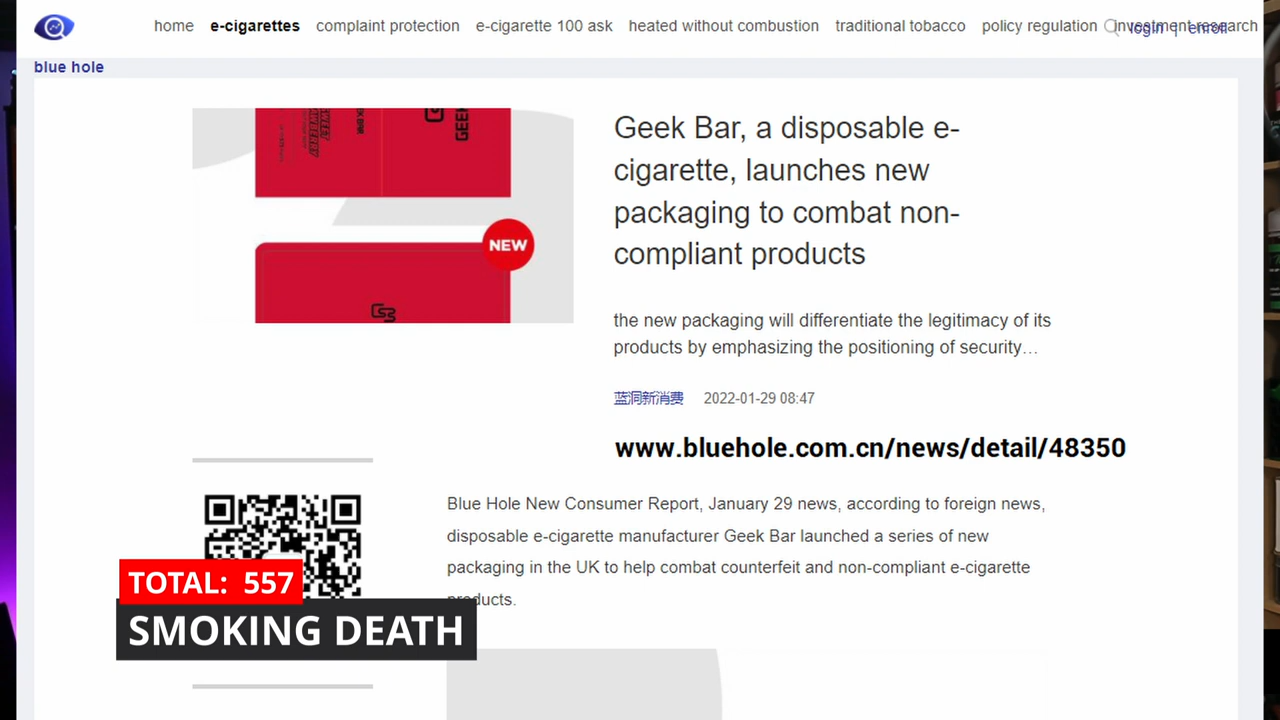 home e-cigarettes complaint protection e-cigarette 100 ask heated without combustion traditional tobacco policy regulation investment research
login | enroll
blue hole
GEEK BAR
GEEK
NEW
Geek Bar, a disposable e-
cigarette, launches new
packaging to combat non-
compliant products
the new packaging will differentiate the legitimacy of its
products by emphasizing the positioning of security…
蓝洞新消费 2022-01-29 08:47
www.bluehole.com.cn/news/detail/48350
Blue Hole New Consumer Report, January 29 news, according to foreign news,
disposable e-cigarette manufacturer Geek Bar launched a series of new
packaging in the UK to help combat counterfeit and non-compliant e-cigarette
products.
TOTAL: 557
SMOKING DEATH